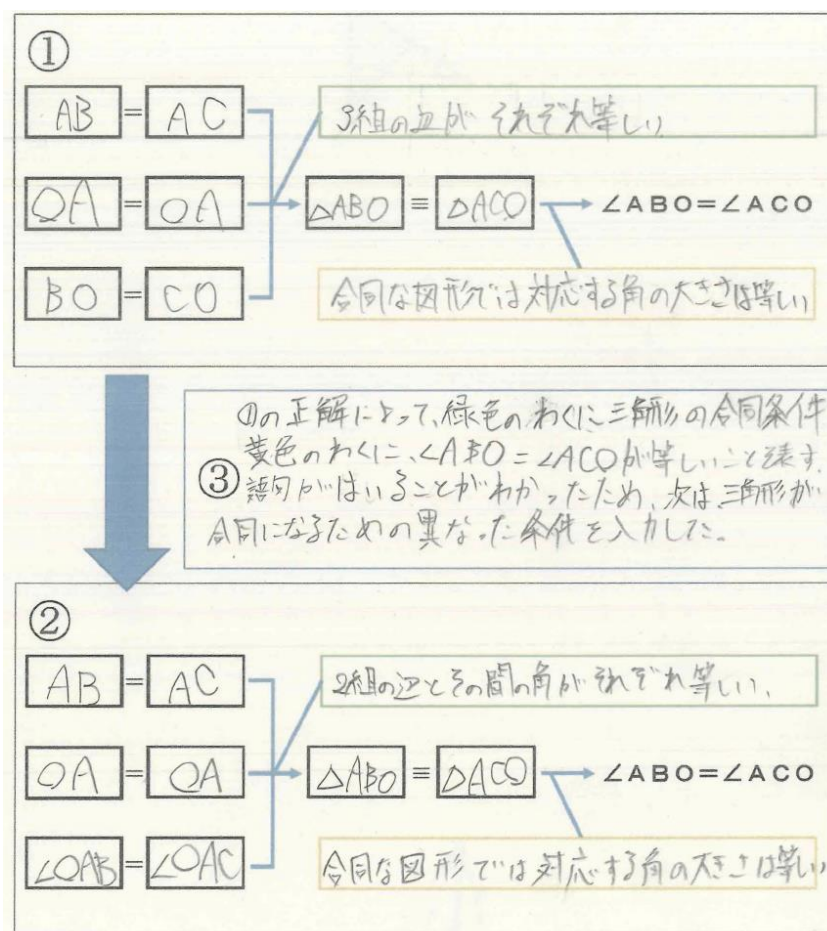 ①
AB = AC
3組の辺がそれぞれ等しい
OA = OA
△ABO ≡ △ACO
∠ABO=∠ACO
BO = CO
合同な図形では対応する角の大きさは等しい
①の正解によって、緑色のわくに三角形の合同条件
黄色のわくに、∠ABO=∠ACOが等しいこと表す
③ 語句がはいることがわかったため、次は、三角形が
合同になるための異なった条件を入力した。
②
AB = AC
2組の辺とその間の角がそれぞれ等しい、
OA = OA
△ABO ≡ △ACO
∠ABO=∠ACO
∠OAB = ∠OAC
合同な図形では対応する角の大きさは等しい